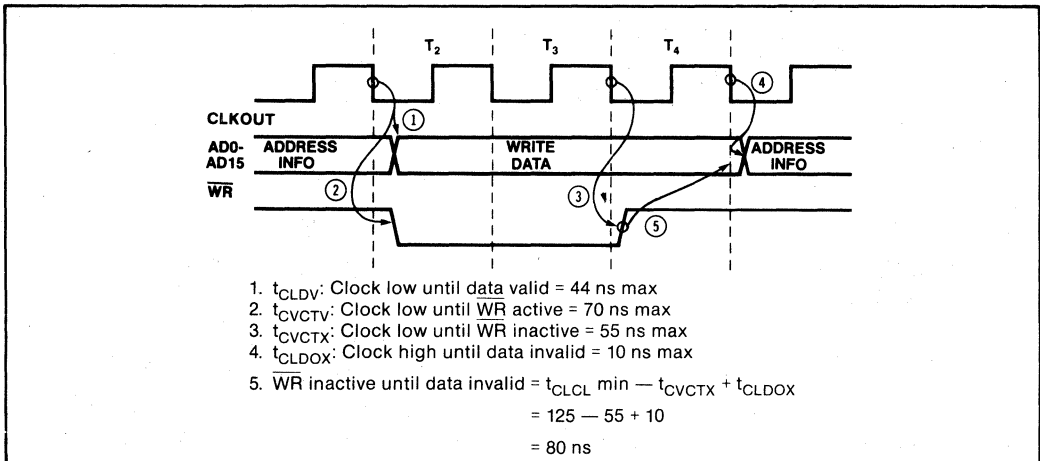 T2 T3 T4
④
CLKOUT
①
AD0-
AD15
ADDRESS
INFO
WRITE
DATA
ADDRESS
INFO
WR
②
③
⑤
1. tCLDV: Clock low until data valid = 44 ns max
2. tCVCTV: Clock low until WR active = 70 ns max
3. tCVCTX: Clock low until WR inactive = 55 ns max
4. tCLDOX: Clock high until data invalid = 10 ns max
5. WR inactive until data invalid = tCLCL min — tCVCTX + tCLDOX
= 125 — 55 + 10
= 80 ns